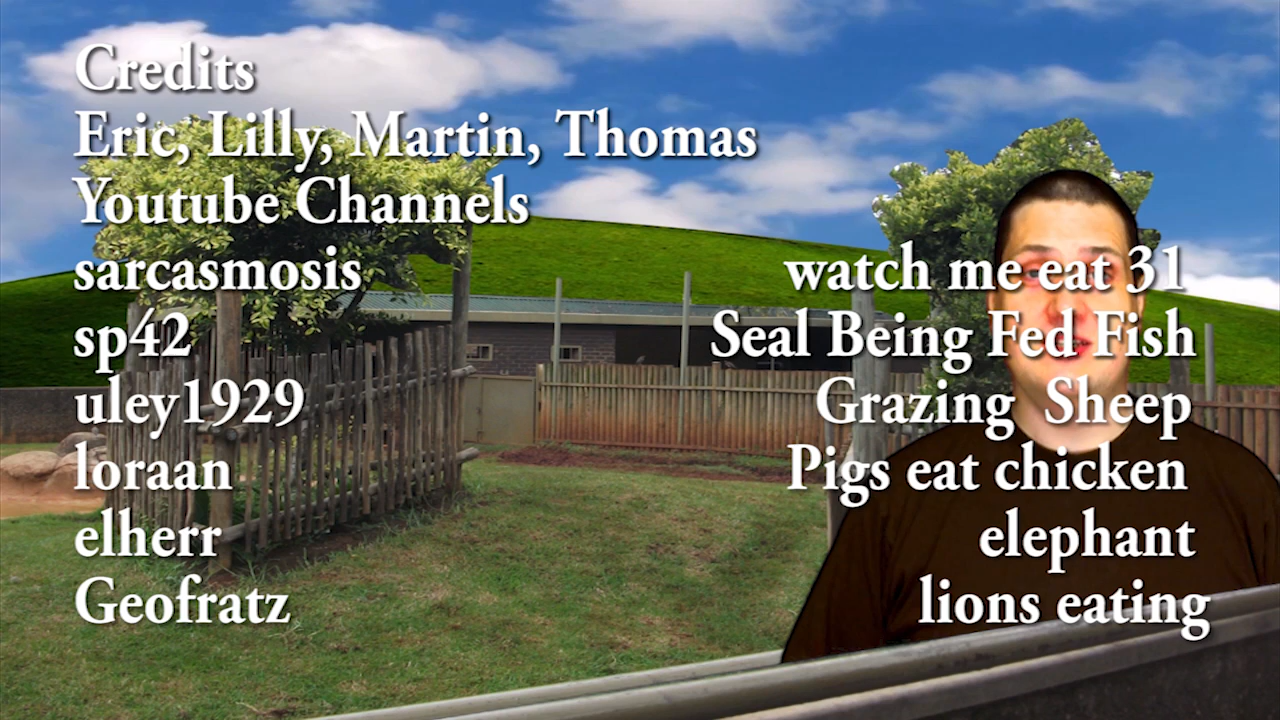 Credits
Eric, Lilly, Martin, Thomas
Youtube Channels
sarcasmosis watch me eat 31
sp42 Seal Being Fed Fish
uley1929 Grazing Sheep
loraan Pigs eat chicken
elherr elephant
Geofratz lions eating